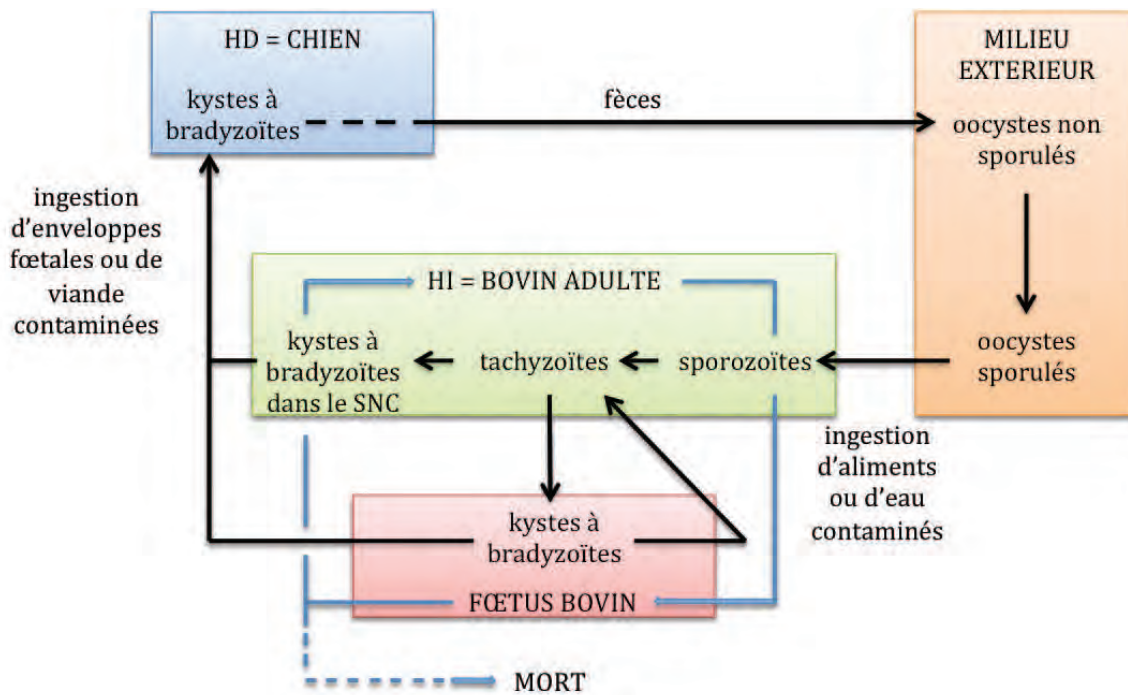 HD = CHIEN
kystes à
bradyzoïtes
fèces
MILIEU
EXTERIEUR
oocystes non
sporulés
ingestion
d'enveloppes
fœtales ou de
viande
contaminées
HI = BOVIN ADULTE
kystes à
bradyzoïtes
dans le SNC
tachyzoïtes
sporozoïtes
oocystes
sporulés
ingestion
d'aliments
ou d'eau
contaminés
kystes à
bradyzoïtes
FŒTUS BOVIN
MORT